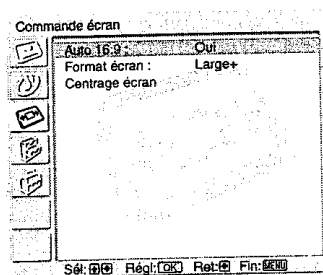 Commande écran
Auto 16:9 : Oui
Format écran : Large+
Centrage écran
Sél: Régl: OK Ret: Fin: MENU